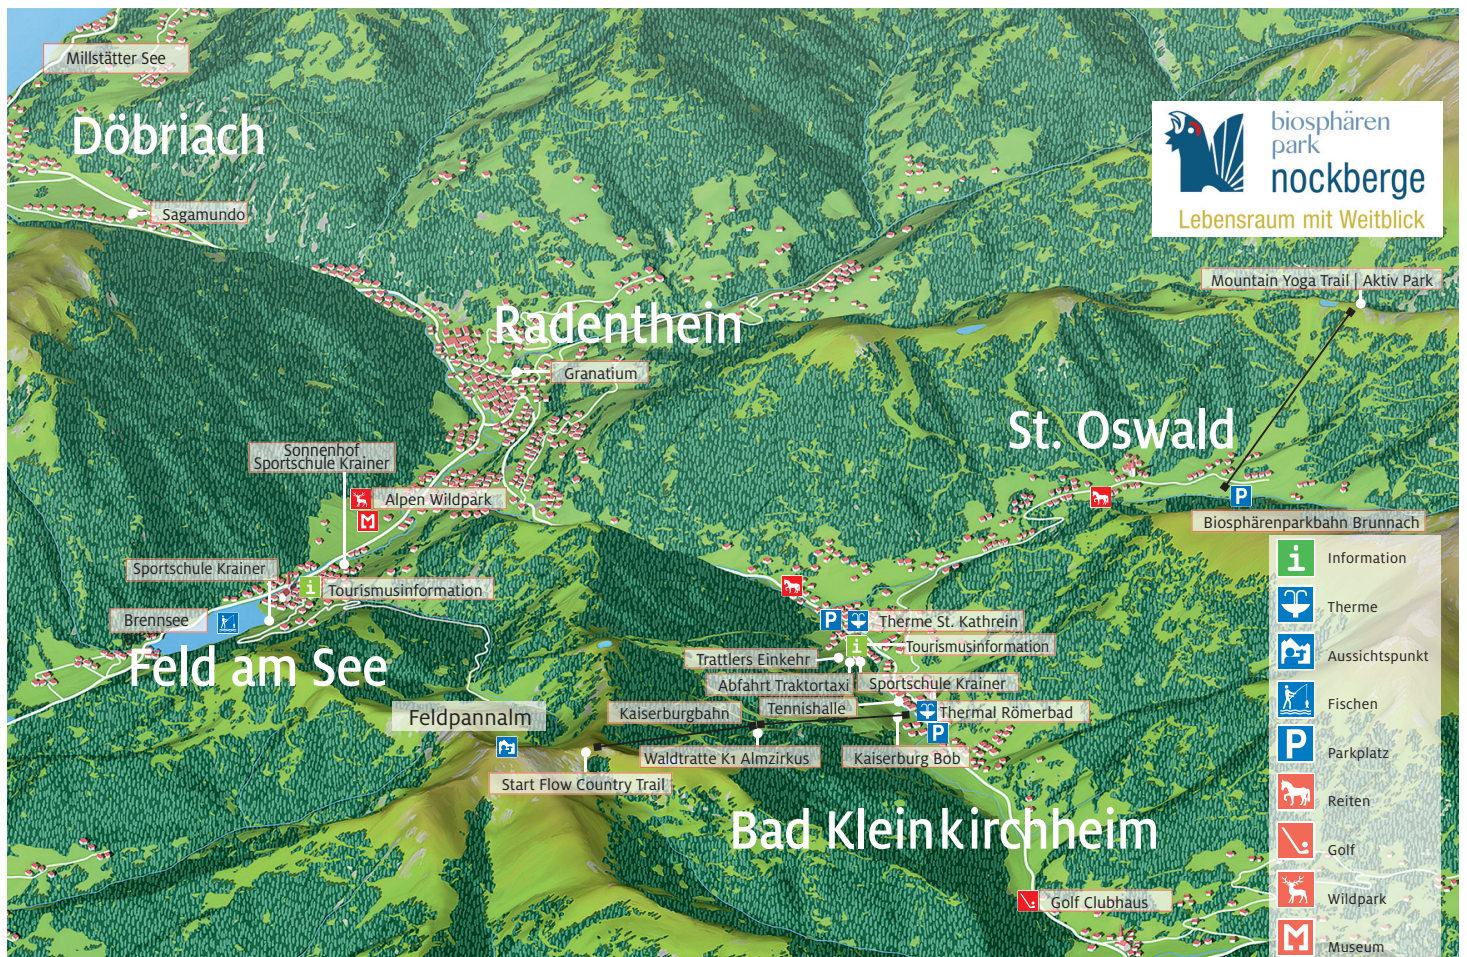 Millstätter See
Döbriach
Sagamundo
biosphären
park
nockberge
Lebensraum mit Weitblick
Mountain Yoga Trail | Aktiv Park
Radenthein
Granatium
St. Oswald
Sonnenhof
Sportschule Krainer
Alpen Wildpark
M
P
Biosphärenparkbahn Brunnach
Sportschule Krainer
i
Tourismusinformation
Brennsee
Feld am See
P
Therme St. Kathrein
i
Tourismusinformation
Trattlers Einkehr
Abfahrt Traktortaxi
Sportschule Krainer
Tennishalle
Kaiserburgbahn
Thermal Römerbad
P
Feldpannalm
Waldtratte K1 Almzirkus
Kaiserburg Bob
Start Flow Country Trail
Bad Kleinkirchheim
Golf Clubhaus
i Information
Therme
Aussichtspunkt
Fischen
P Parkplatz
Reiten
Golf
Wildpark
M Museum